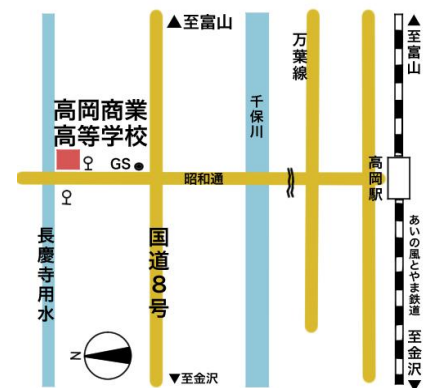 ▲至富山
万葉線
▲至富山
千保川
高岡商業
高等学校
GS
昭和通
高岡駅
あいの風とやま鉄道
長慶寺用水
国道8号
N
▼至金沢
至金沢▼